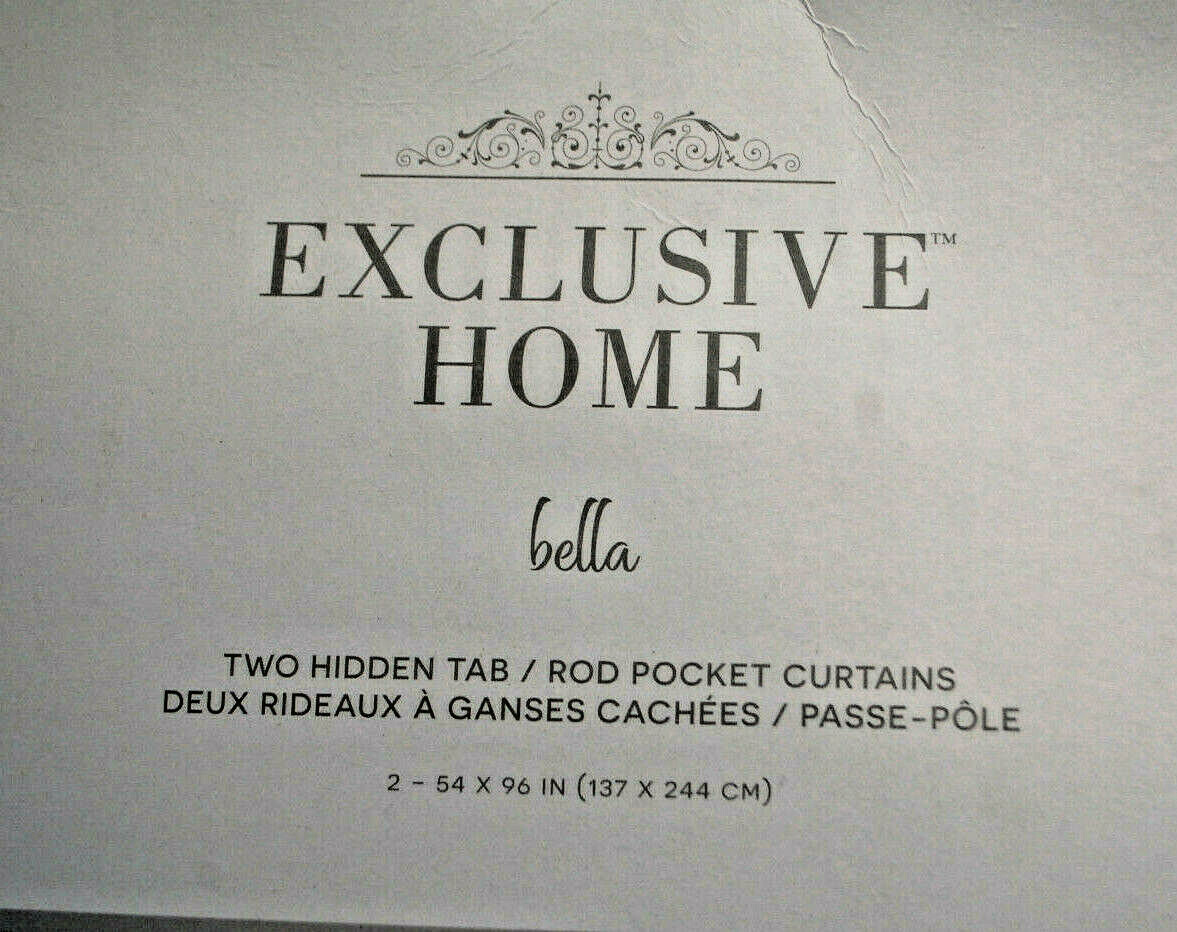 EXCLUSIVE™
HOME
bella
TWO HIDDEN TAB / ROD POCKET CURTAINS
DEUX RIDEAUX À GANSES CACHÉES / PASSE-PÔLE
2 - 54 X 96 IN (137 X 244 CM)